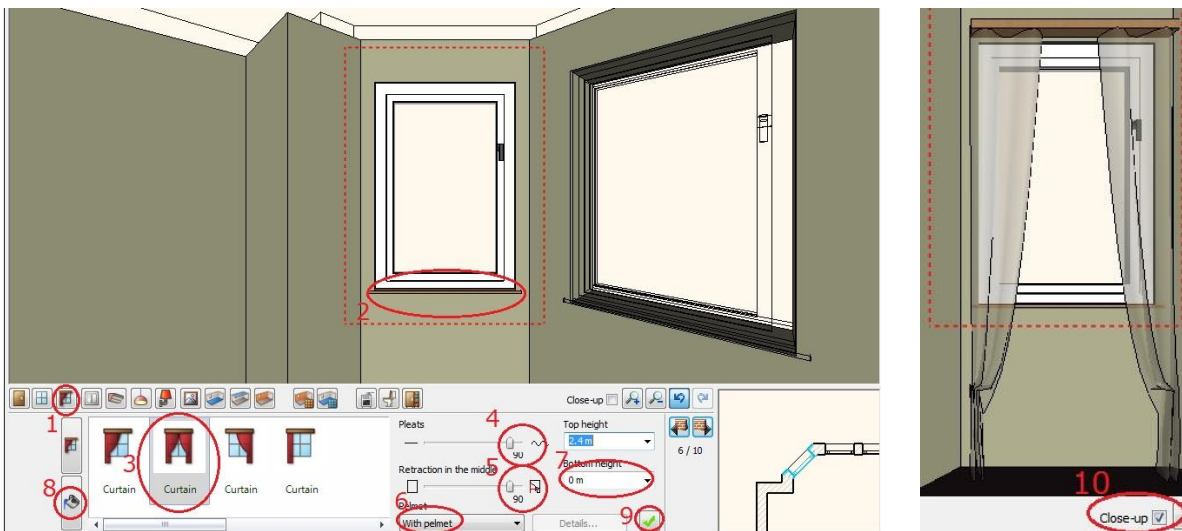 2
1
Close-up
Pleats
4
90
Top height
2.4 m
6 / 10
3
Curtain
Curtain
Curtain
Curtain
Retraction in the middle
5
90
7
Bottom height
0 m
8
6
Pelmet
With pelmet
Details...
9
10
Close-up